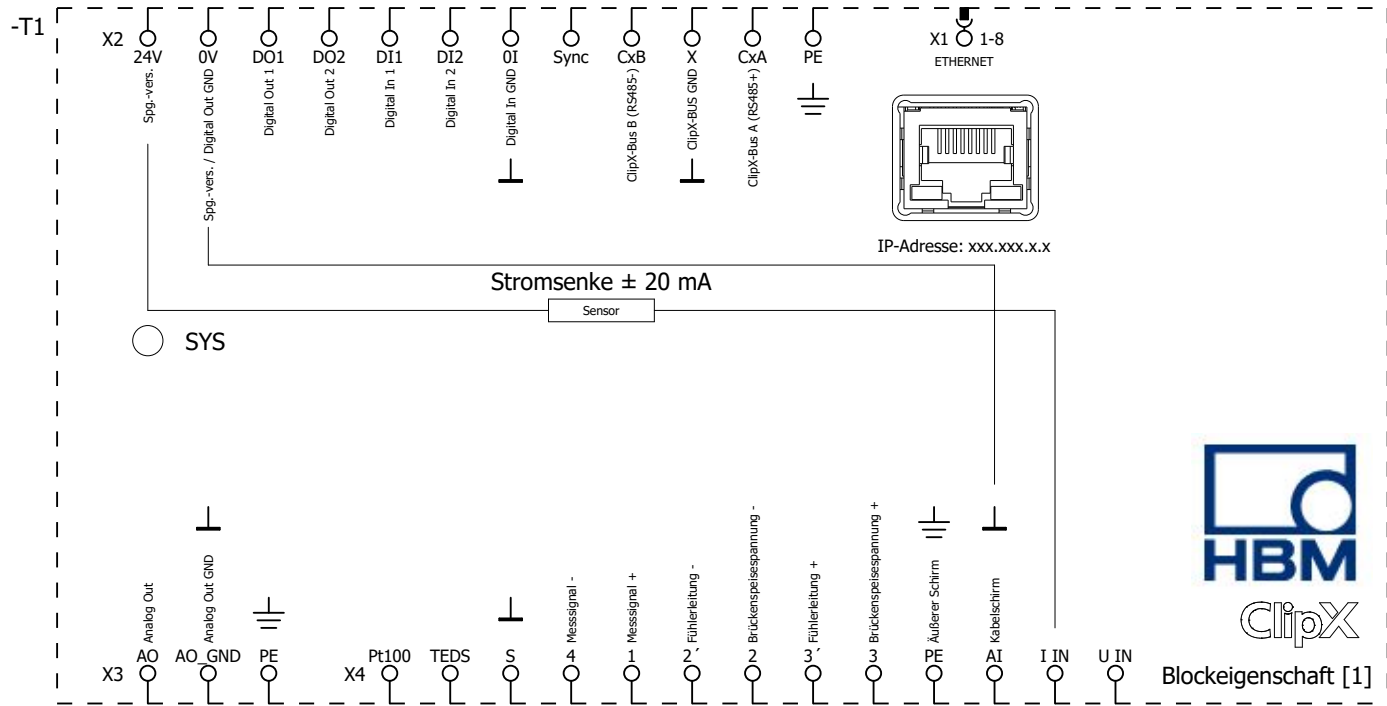 -T1
X2
24V
0V
DO1
DO2
DI1
DI2
0I
Sync
CxB
X
CxA
PE
X1
1-8
ETHERNET
Spg.-vers.
Spg.-vers. / Digital Out GND
Digital Out 1
Digital Out 2
Digital In 1
Digital In 2
Digital In GND
ClipX-Bus B (RS485-)
ClipX-BUS GND
ClipX-Bus A (RS485+)
IP-Adresse: xxx.xxx.x.x
Stromsenke ± 20 mA
Sensor
SYS
HBM
ClipX
Blockeigenschaft [1]
Analog Out
Analog Out GND
Messsignal -
Messsignal +
Fühlerleitung -
Brückenspeisespannung -
Fühlerleitung +
Brückenspeisespannung +
Äußerer Schirm
Kabelschirm
X3
AO
AO_GND
PE
X4
Pt100
TEDS
S
4
1
2`
2
3`
3
PE
AI
I IN
U IN